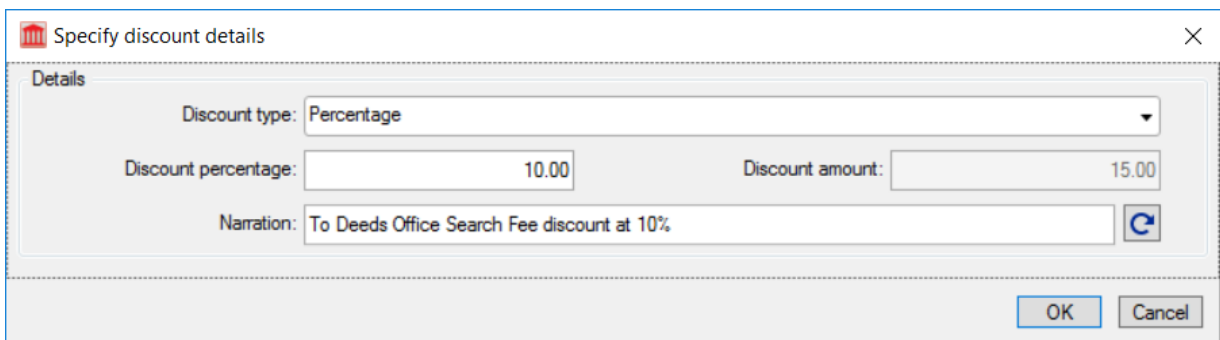 Specify discount details
Details
Discount type: Percentage
Discount percentage: 10.00 Discount amount: 15.00
Narration: To Deeds Office Search Fee discount at 10%
OK Cancel